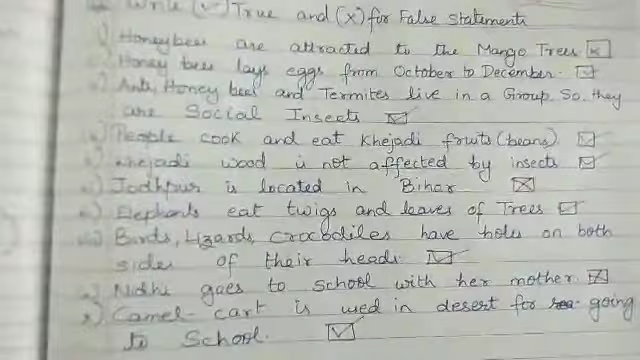 Write (✓) True and (x) for False Statements
i) Honeybees are attracted to the Mango Trees [x]
Honey bees lays eggs from October to December. [✓]
Ants, Honey bees and Termites live in a Group. So, they
are Social Insects [✓]
People cook and eat Khejadi fruits (beans) [✓]
Khejadi wood is not affected by insects [✓]
Jodhpur is located in Bihar [x]
Elephants eat twigs and leaves of Trees [✓]
Birds, Lizards, Crocodiles have holes on both
sides of their heads. [✓]
Nidhi goes to School with her mother. [x]
x) Camel-cart is used in desert for going
to School. [✓]